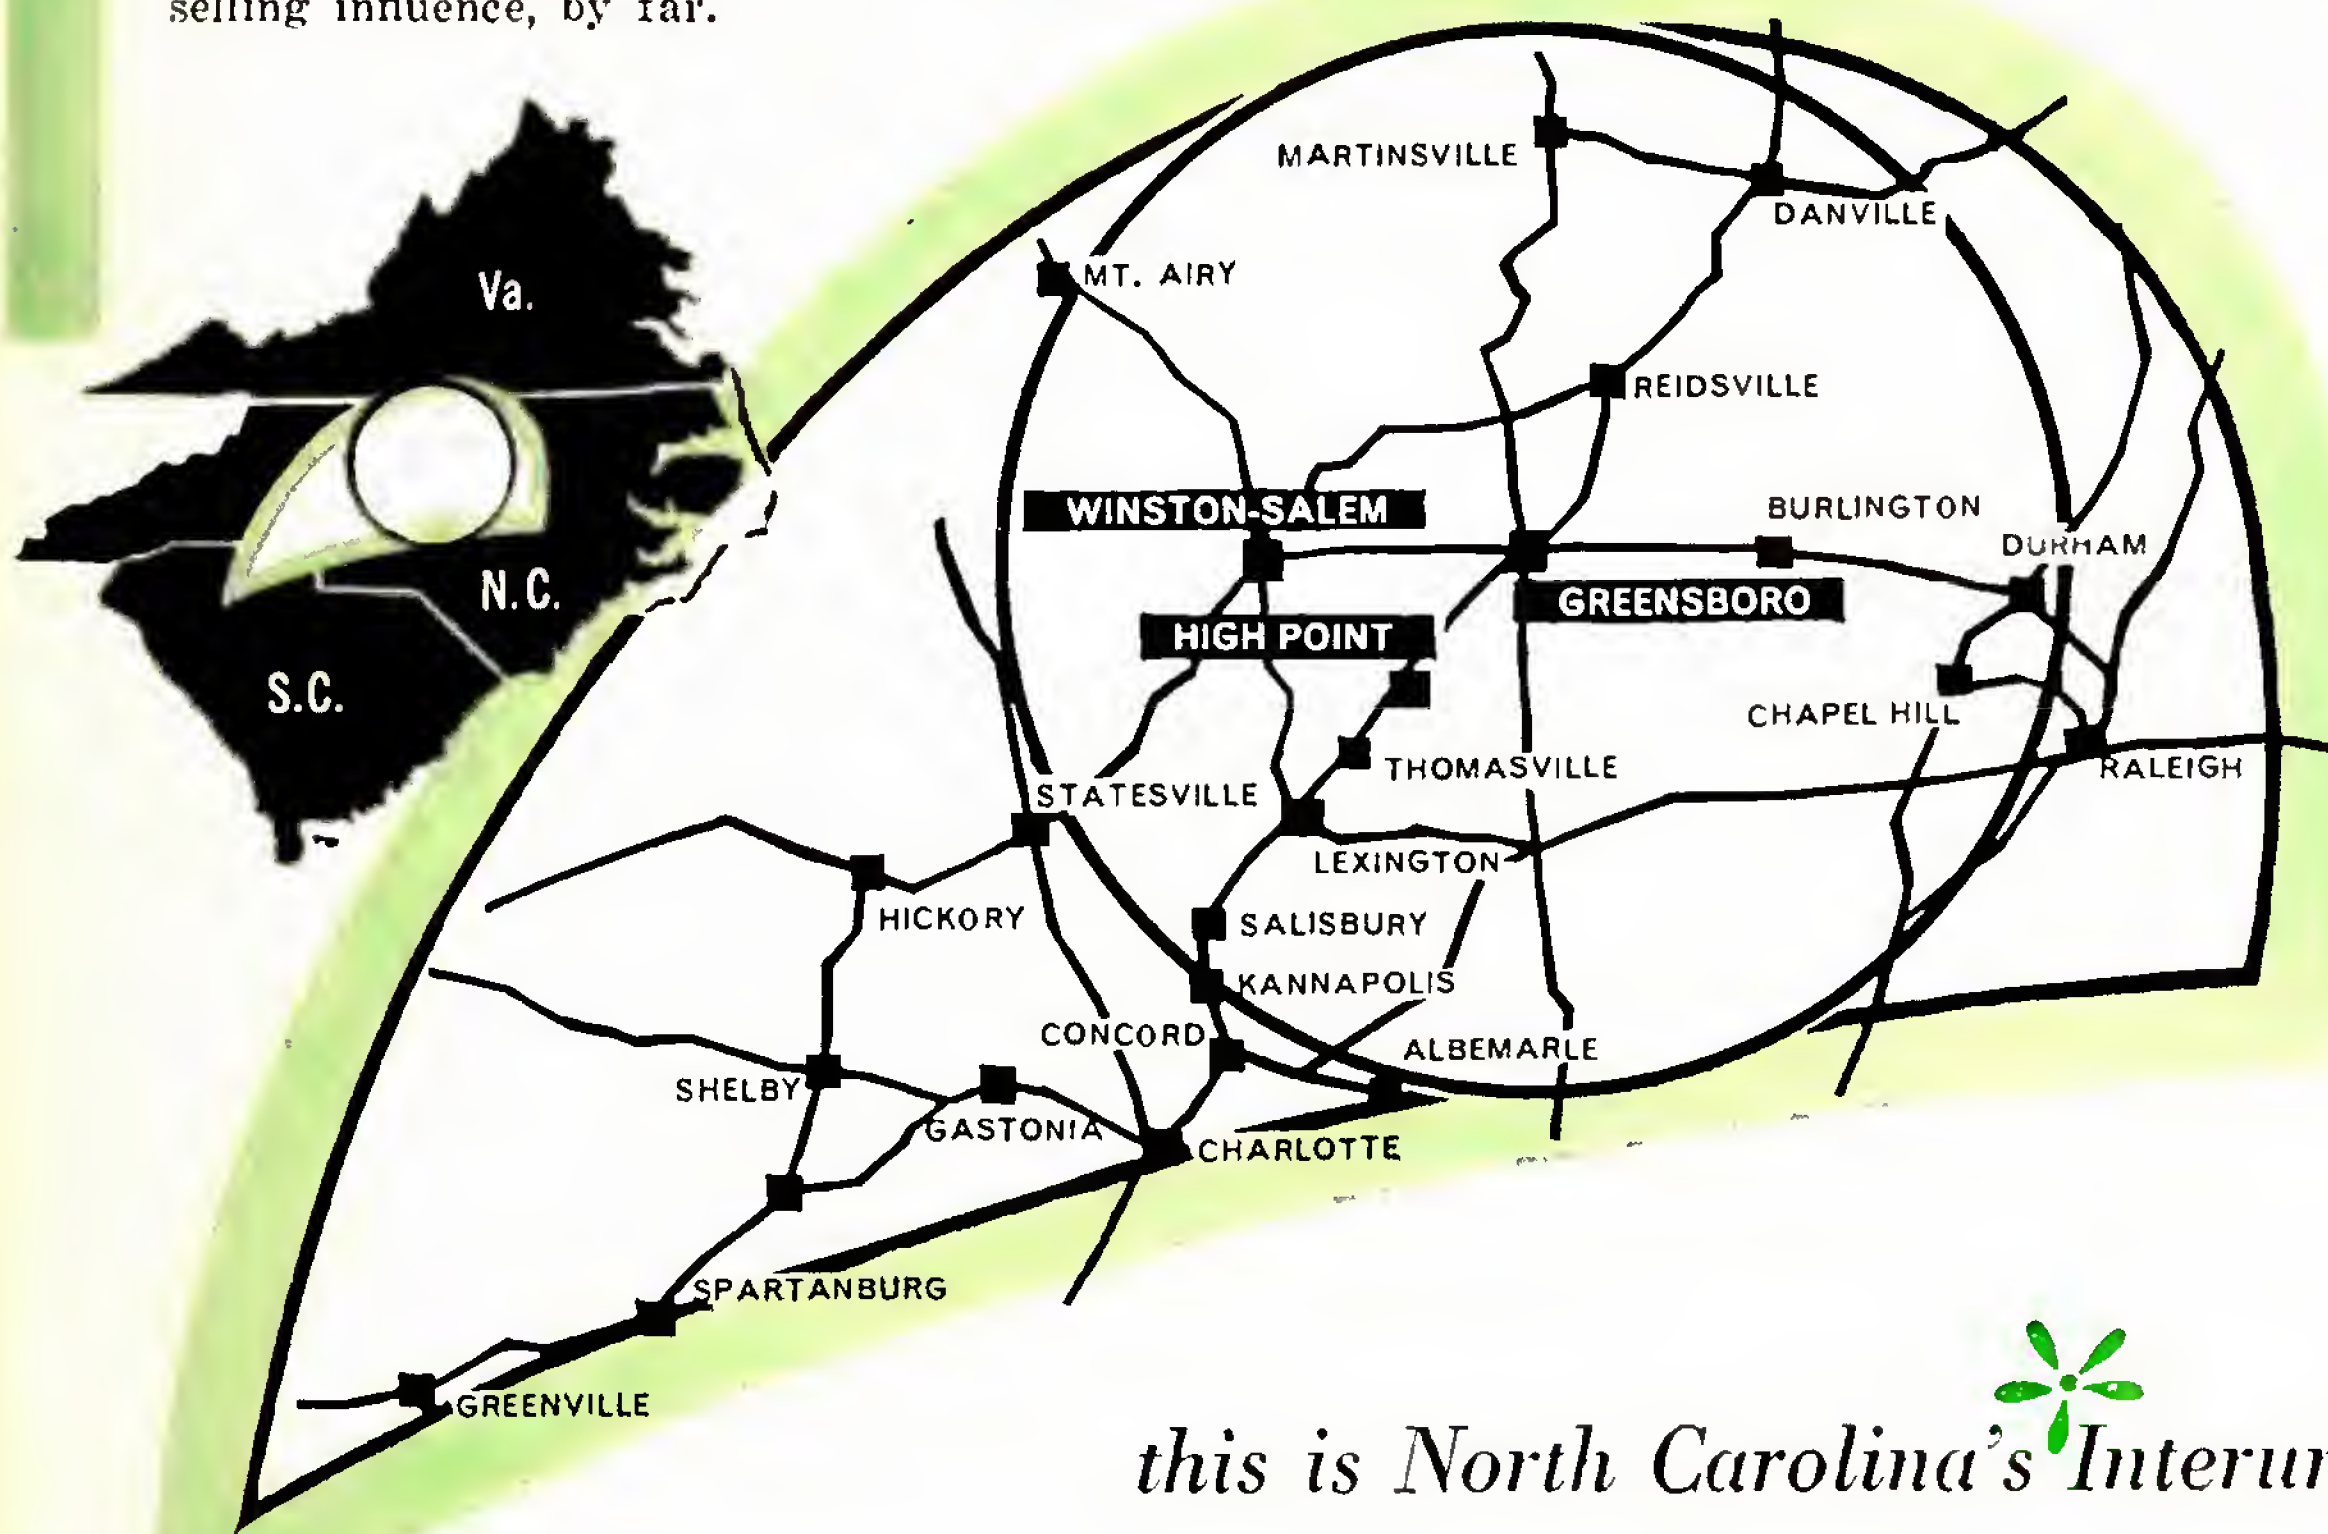 selling influence, by far.
Va.
N.C.
S.C.
MARTINSVILLE
DANVILLE
MT. AIRY
REIDSVILLE
WINSTON-SALEM
BURLINGTON
DURHAM
GREENSBORO
HIGH POINT
CHAPEL HILL
THOMASVILLE
RALEIGH
STATESVILLE
LEXINGTON
HICKORY
SALISBURY
KANNAPOLIS
CONCORD
ALBEMARLE
SHELBY
GASTONIA
CHARLOTTE
SPARTANBURG
GREENVILLE
this is North Carolina's